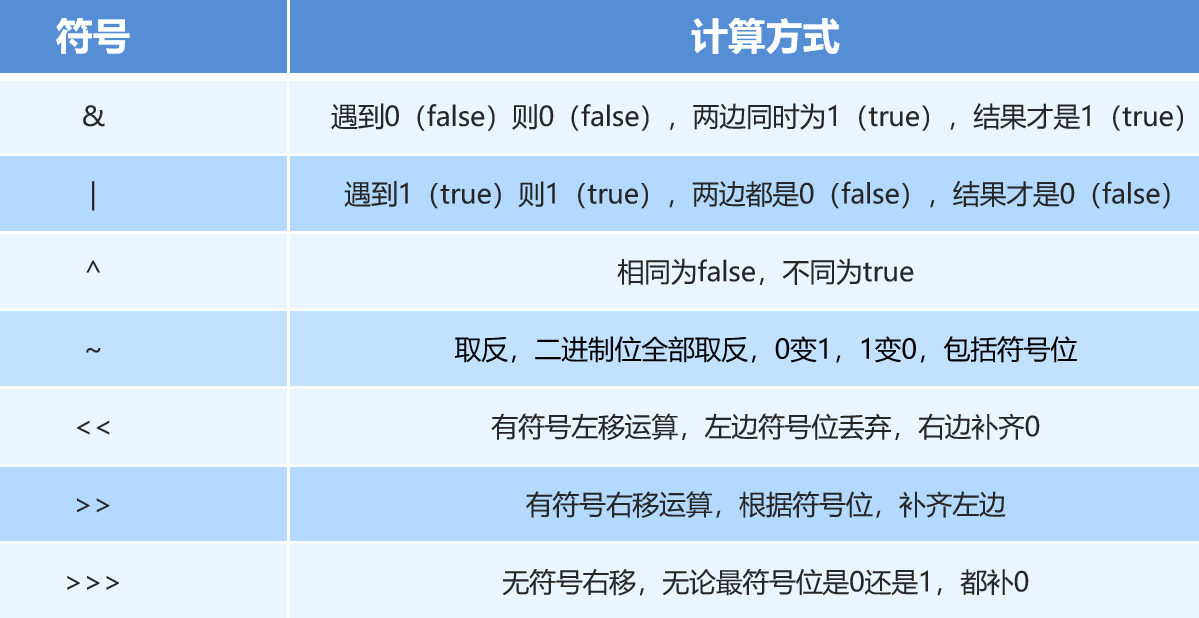 符号 计算方式
& 遇到0（false）则0（false），两边同时为1（true），结果才是1（true）
| 遇到1（true）则1（true），两边都是0（false），结果才是0（false）
^ 相同为false，不同为true
~ 取反，二进制位全部取反，0变1，1变0，包括符号位
<< 有符号左移运算，左边符号位丢弃，右边补齐0
>> 有符号右移运算，根据符号位，补齐左边
>>> 无符号右移，无论最符号位是0还是1，都补0